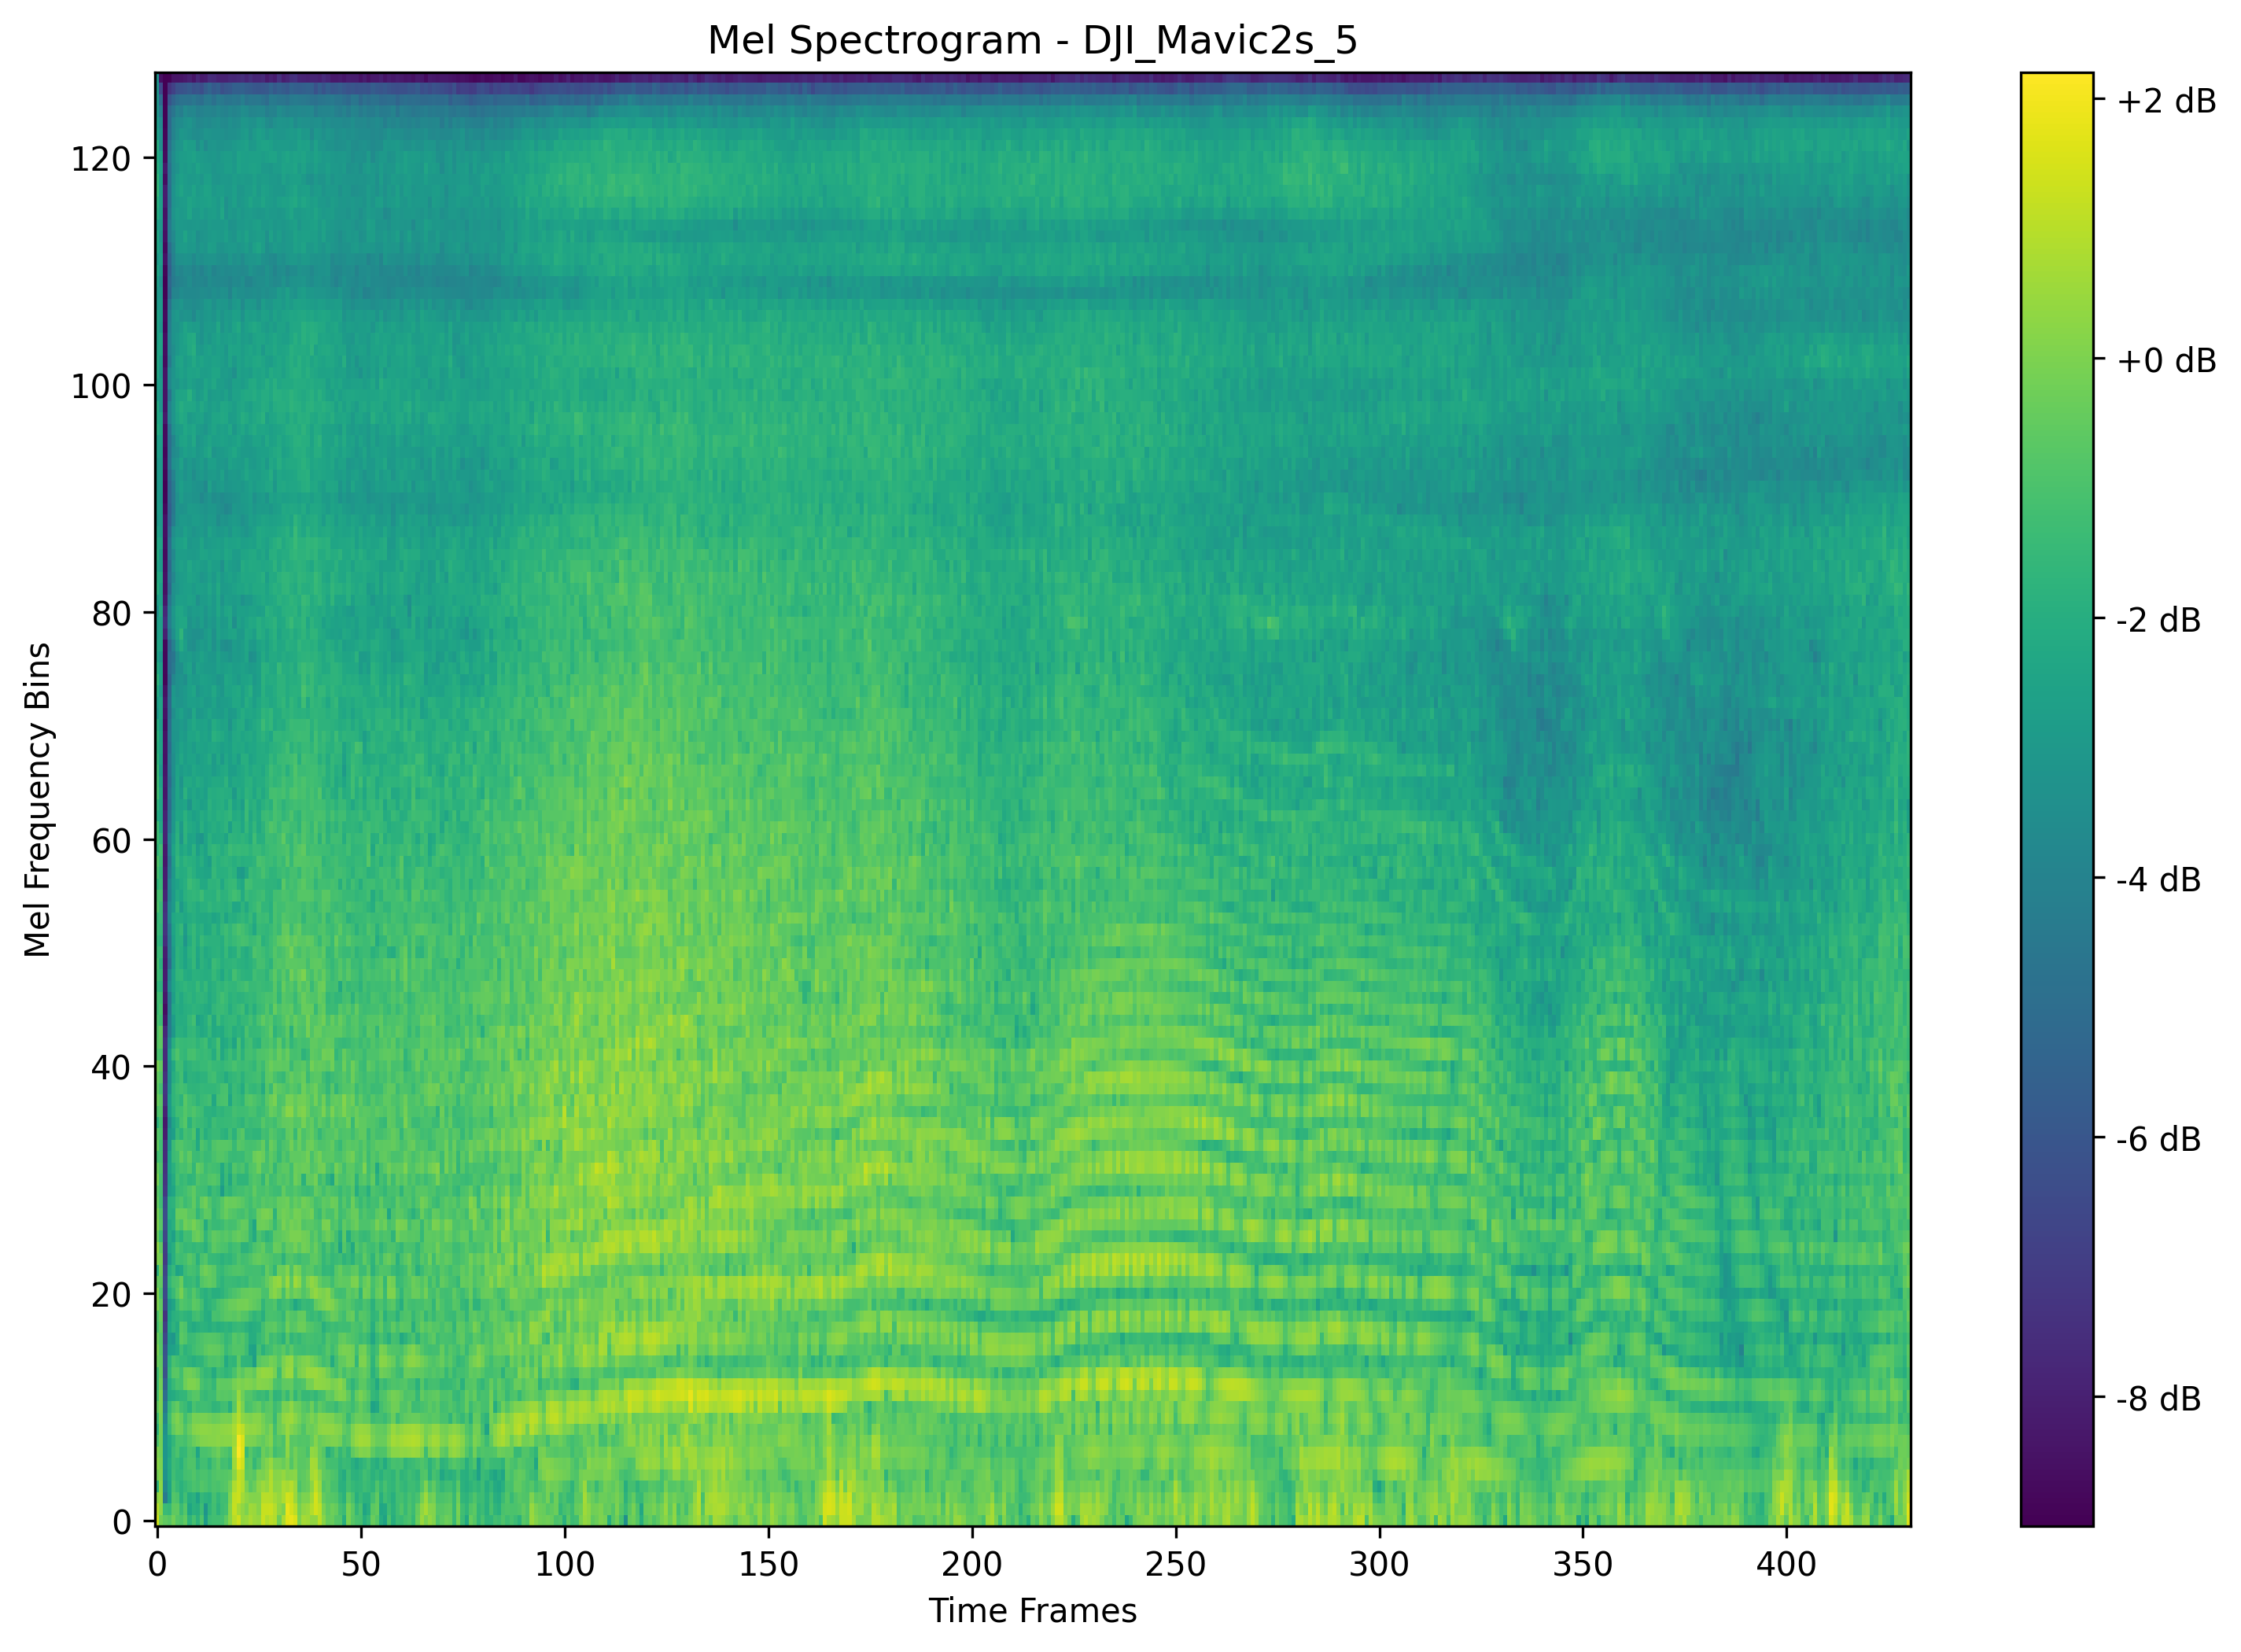 Mel Spectrogram - DJI_Mavic2s_5
Mel Frequency Bins
120
100
80
60
40
20
0
0 50 100 150 200 250 300 350 400
Time Frames
+2 dB
+0 dB
-2 dB
-4 dB
-6 dB
-8 dB